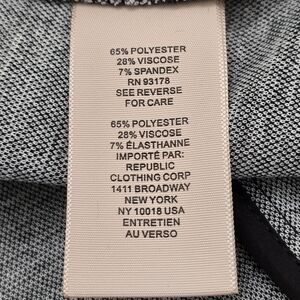 65% POLYESTER
28% VISCOSE
7% SPANDEX
RN 93178
SEE REVERSE
FOR CARE
65% POLYESTER
28% VISCOSE
7% ÉLASTHANNE
IMPORTÉ PAR:
REPUBLIC
CLOTHING CORP
1411 BROADWAY
NEW YORK
NY 10018 USA
ENTRETIEN
AU VERSO